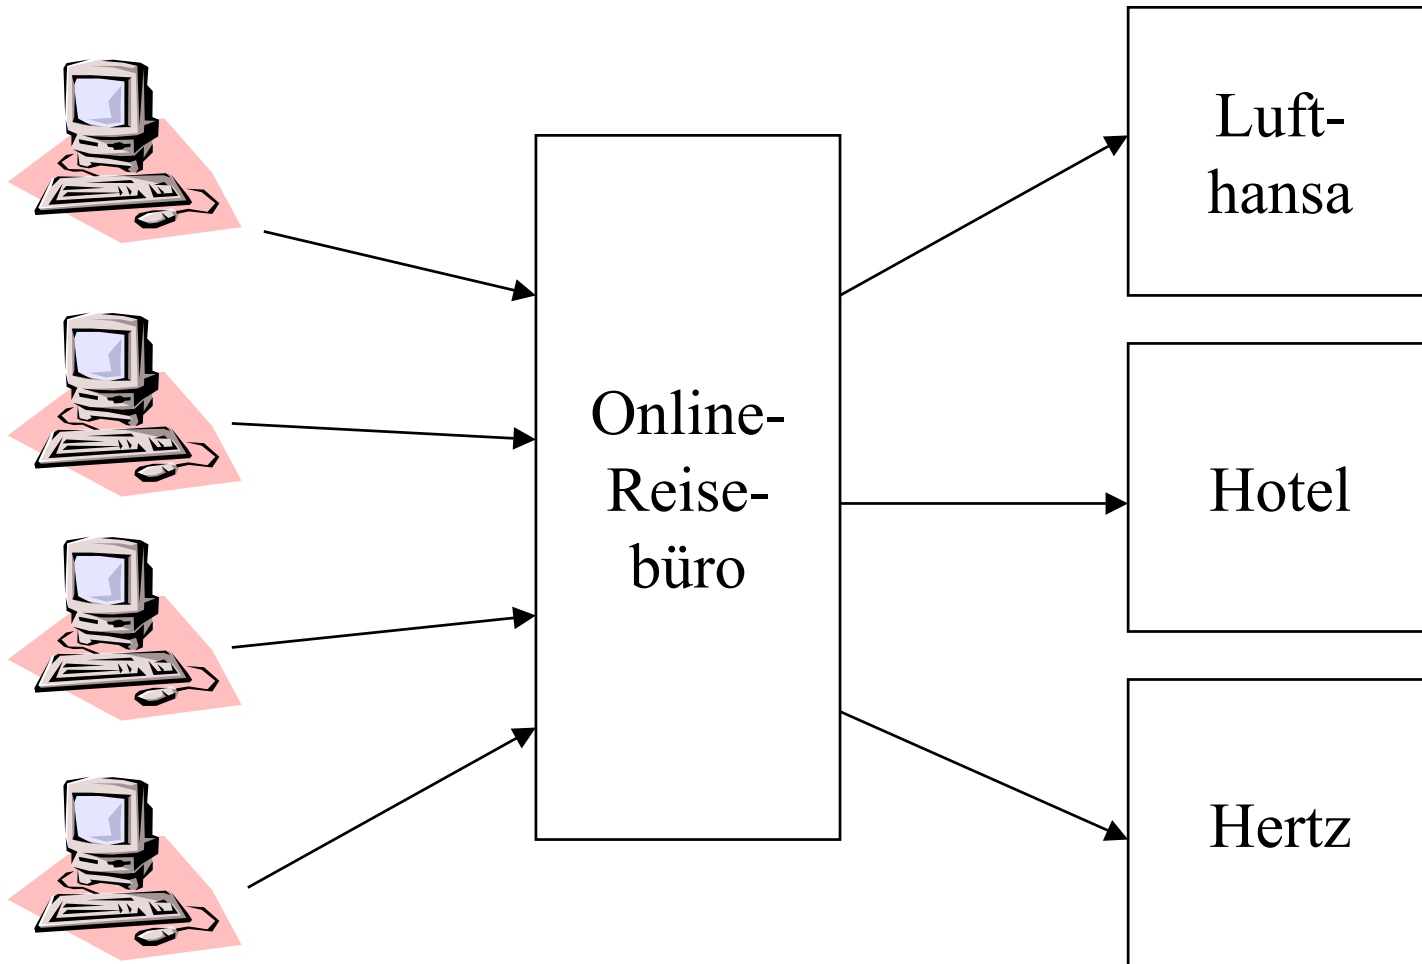 Online-
Reise-
büro
Luft-
hansa
Hotel
Hertz